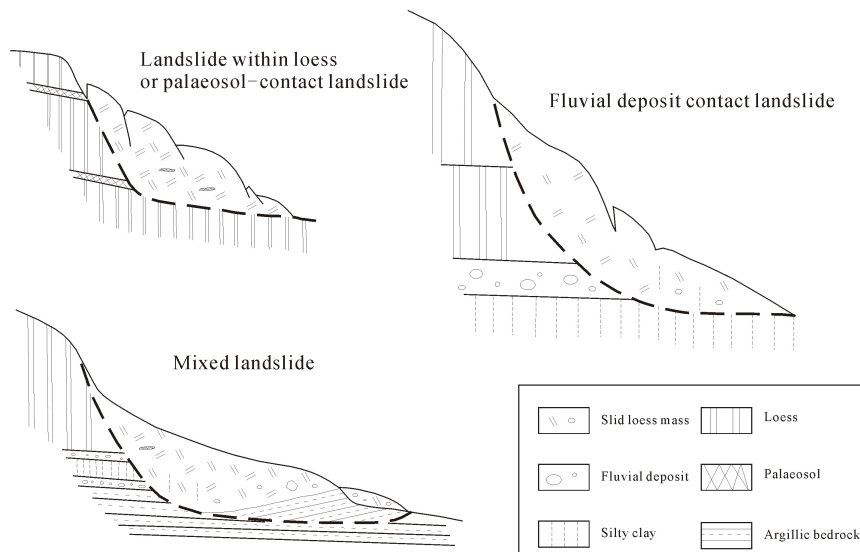 Landslide within loess
or palaeosol-contact landslide
Fluvial deposit contact landslide
Mixed landslide
Slid loess mass
Loess
Fluvial deposit
Palaeosol
Silty clay
Argillic bedrock